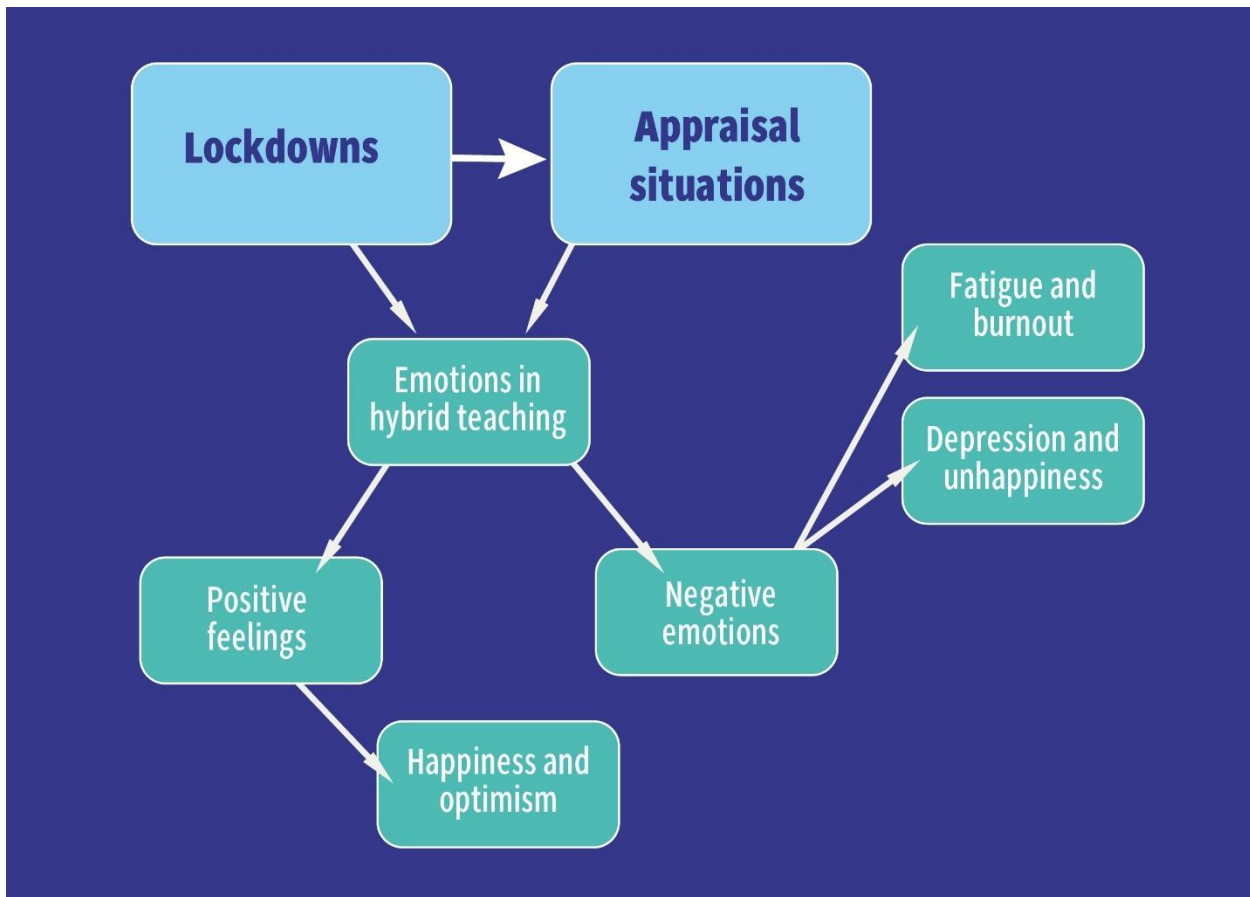 Lockdowns
Appraisal
situations
Fatigue and
burnout
Emotions in
hybrid teaching
Depression and
unhappiness
Positive
feelings
Negative
emotions
Happiness and
optimism